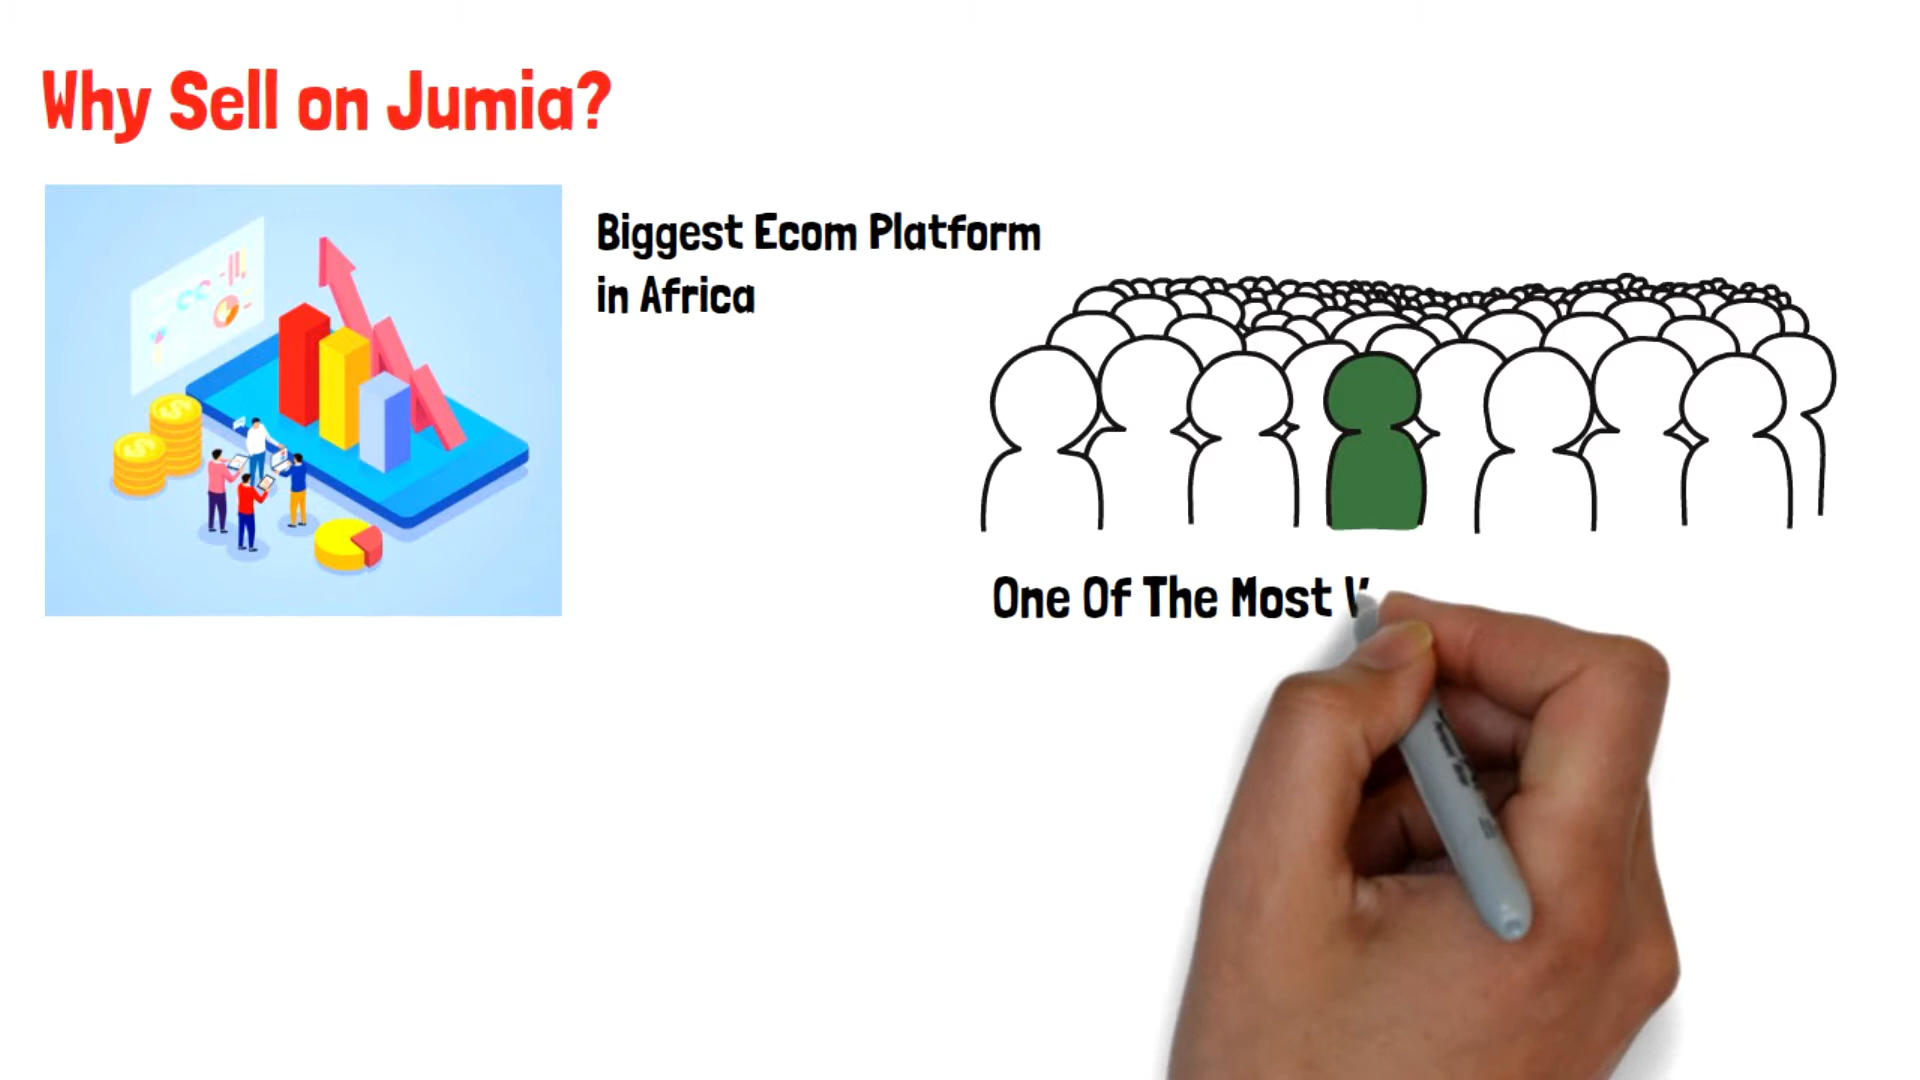 Why Sell on Jumia?
Biggest Ecom Platform
in Africa
One Of The Most